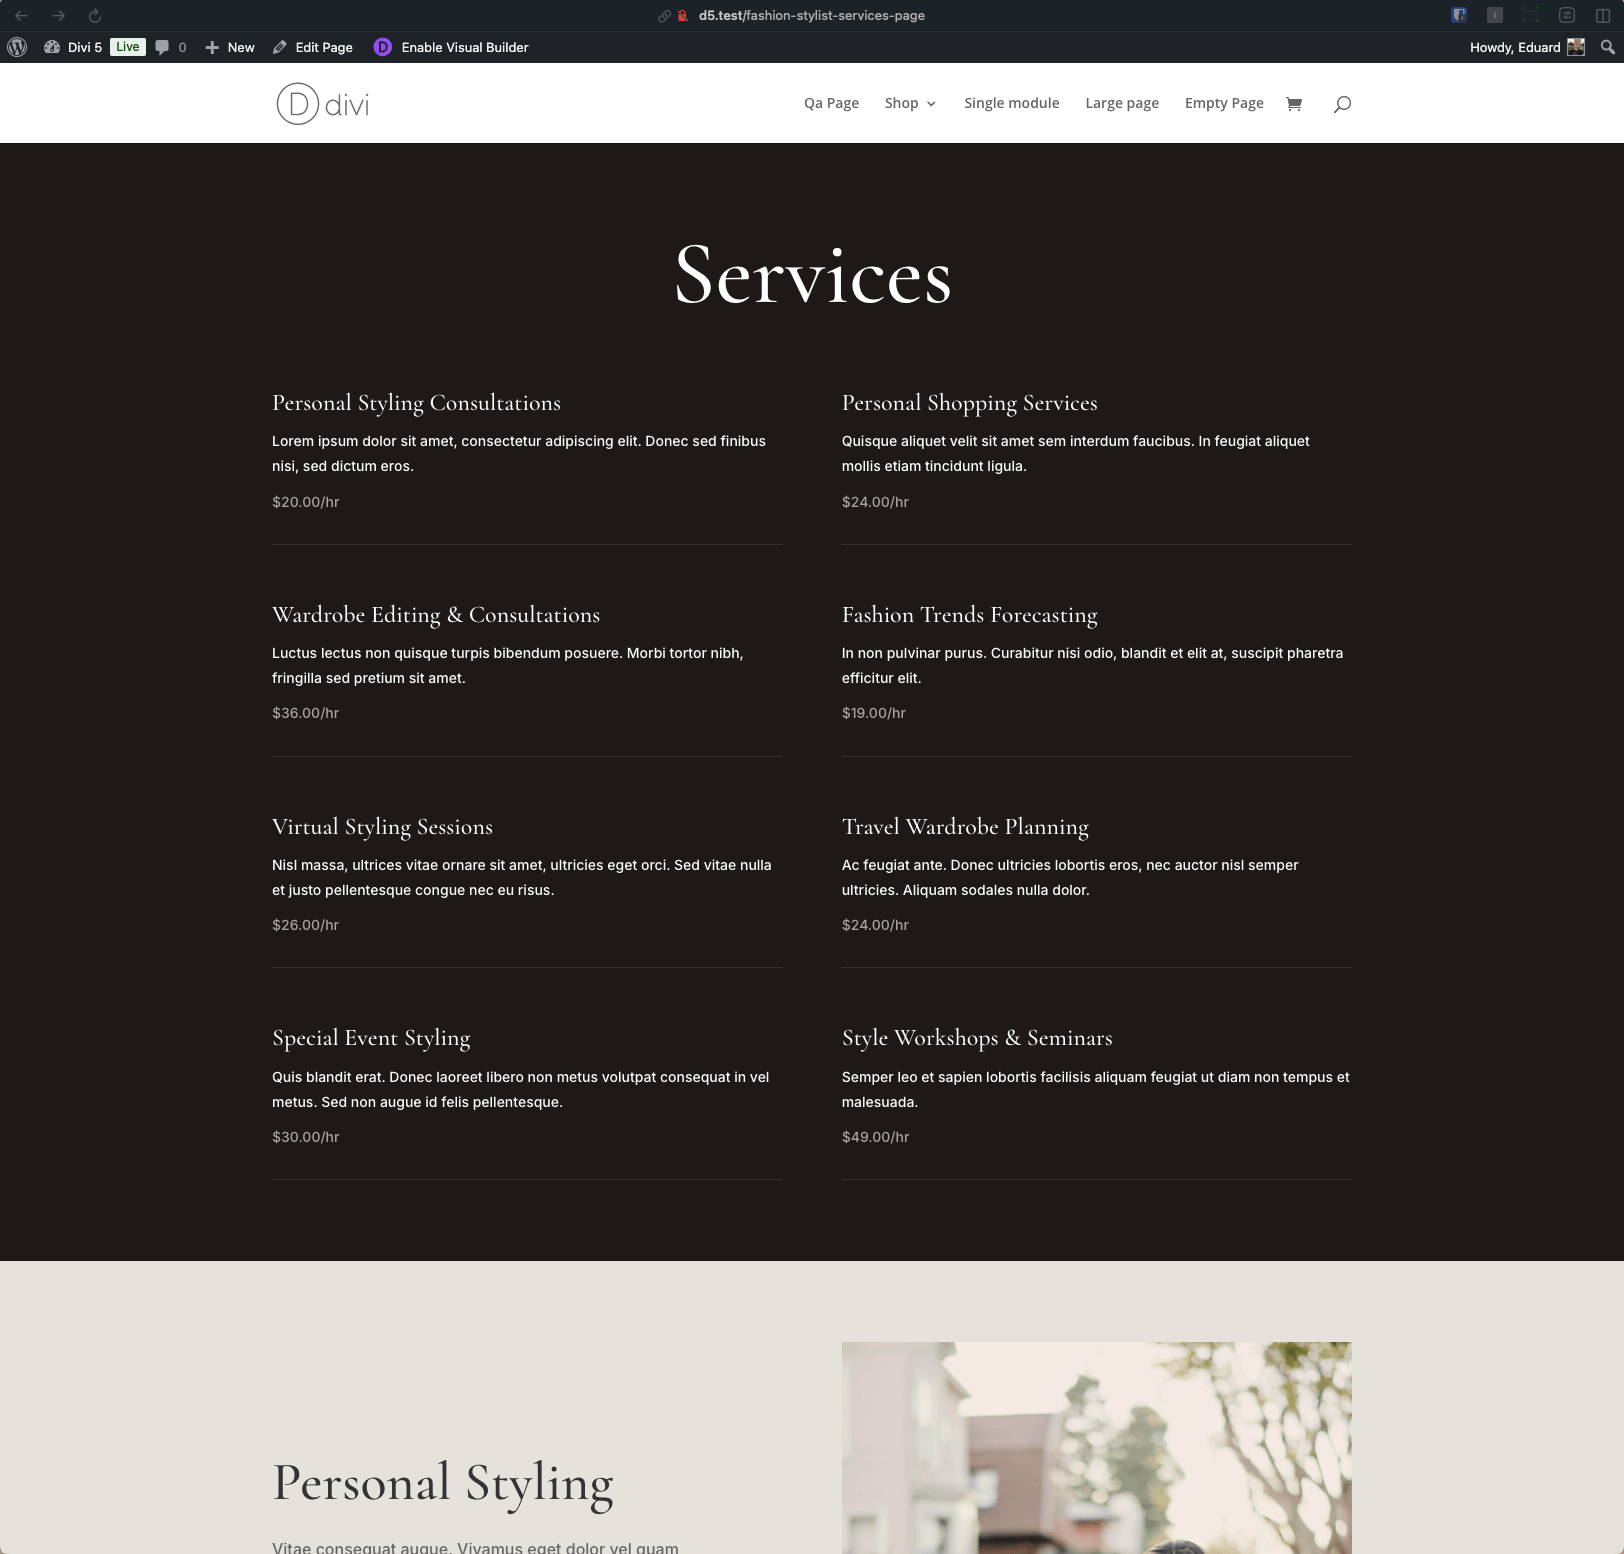 d5.test/fashion-stylist-services-page
Divi 5 Live 0 New Edit Page D Enable Visual Builder Howdy, Eduard
D divi Qa Page Shop Single module Large page Empty Page
Services
Personal Styling Consultations
Lorem ipsum dolor sit amet, consectetur adipiscing elit. Donec sed finibus
nisi, sed dictum eros.
$20.00/hr
Personal Shopping Services
Quisque aliquet velit sit amet sem interdum faucibus. In feugiat aliquet
mollis etiam tincidunt ligula.
$24.00/hr
Wardrobe Editing & Consultations
Luctus lectus non quisque turpis bibendum posuere. Morbi tortor nibh,
fringilla sed pretium sit amet.
$36.00/hr
Fashion Trends Forecasting
In non pulvinar purus. Curabitur nisi odio, blandit et elit at, suscipit pharetra
efficitur elit.
$19.00/hr
Virtual Styling Sessions
Nisl massa, ultrices vitae ornare sit amet, ultricies eget orci. Sed vitae nulla
et justo pellentesque congue nec eu risus.
$26.00/hr
Travel Wardrobe Planning
Ac feugiat ante. Donec ultricies lobortis eros, nec auctor nisl semper
ultricies. Aliquam sodales nulla dolor.
$24.00/hr
Special Event Styling
Quis blandit erat. Donec laoreet libero non metus volutpat consequat in vel
metus. Sed non augue id felis pellentesque.
$30.00/hr
Style Workshops & Seminars
Semper leo et sapien lobortis facilisis aliquam feugiat ut diam non tempus et
malesuada.
$49.00/hr
Personal Styling
Vitae consequat augue. Vivamus eget dolor vel quam